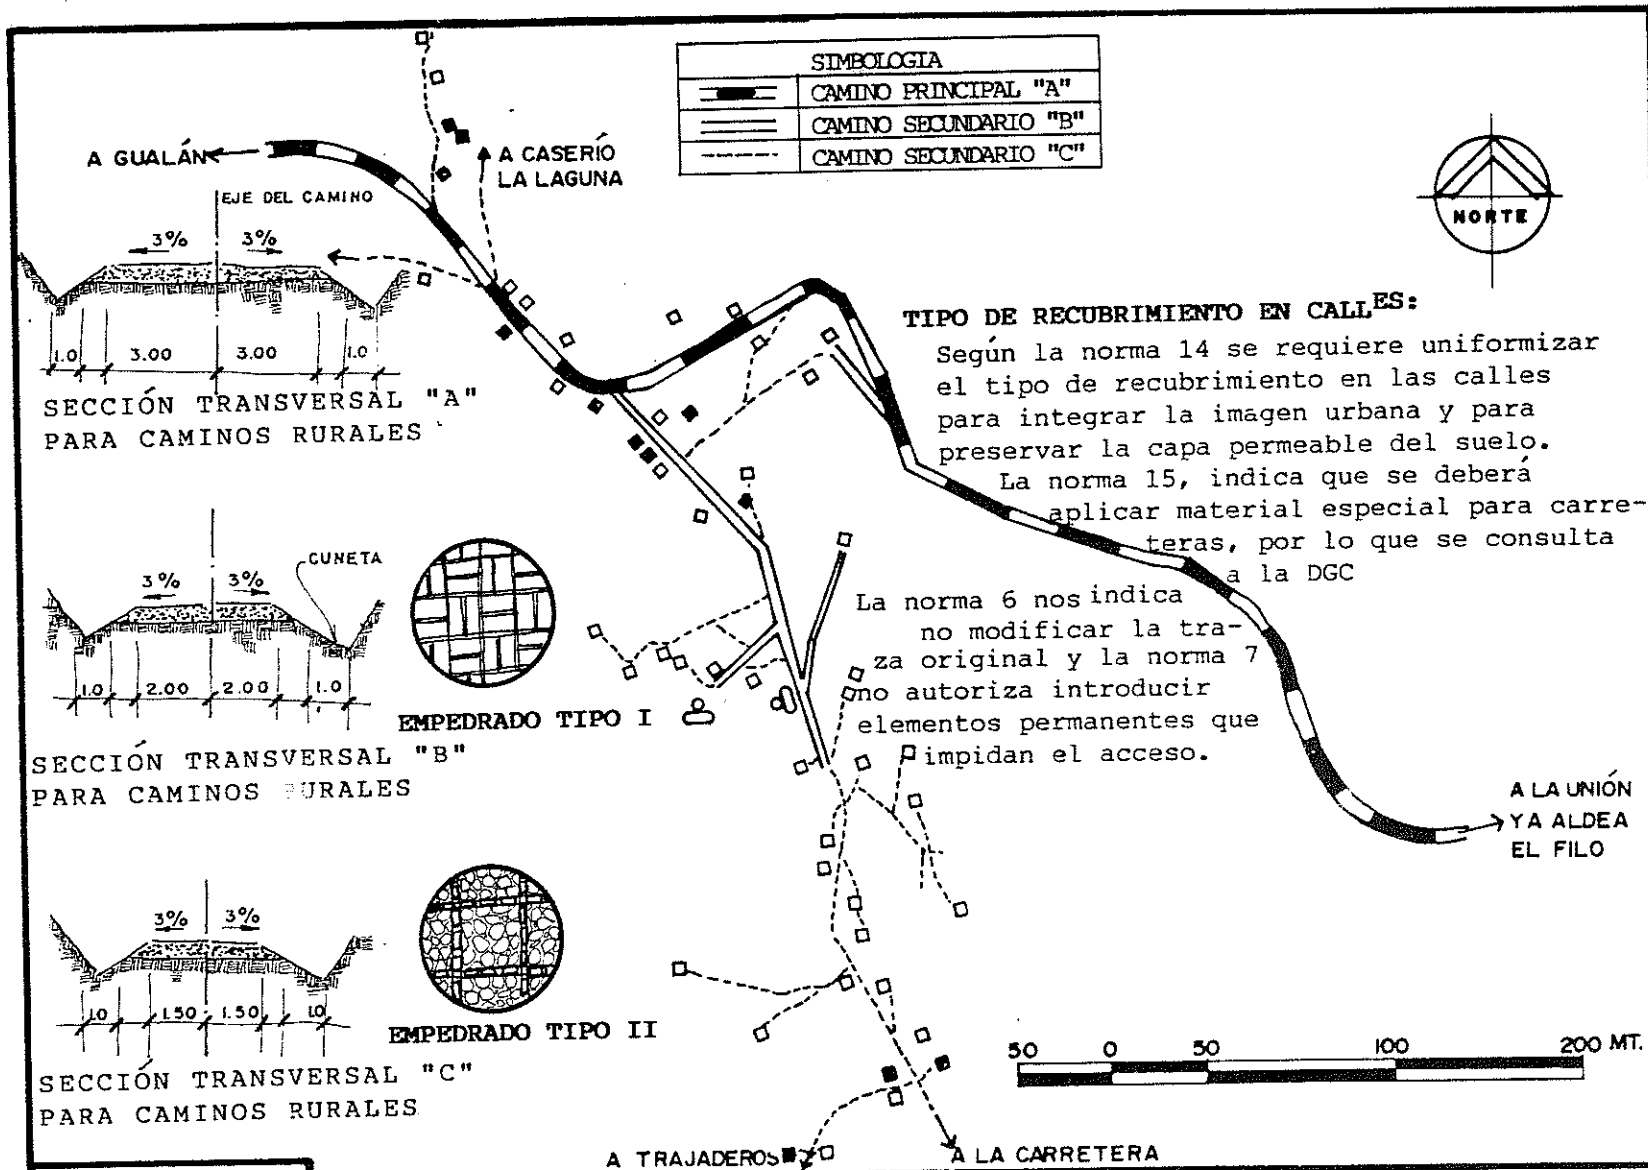 SIMBOLOGIA
CAMINO PRINCIPAL "A"
CAMINO SECUNDARIO "B"
CAMINO SECUNDARIO "C"
A GUALÁN
A CASERÍO
LA LAGUNA
NORTE
EJE DEL CAMINO
3% 3%
1.0 3.00 3.00 1.0
SECCIÓN TRANSVERSAL "A"
PARA CAMINOS RURALES
TIPO DE RECUBRIMIENTO EN CALLES:
Según la norma 14 se requiere uniformizar
el tipo de recubrimiento en las calles
para integrar la imagen urbana y para
preservar la capa permeable del suelo.
La norma 15, indica que se deberá
aplicar material especial para carre-
teras, por lo que se consulta
a la DGC
La norma 6 nos indica
no modificar la tra-
za original y la norma 7
no autoriza introducir
elementos permanentes que
impidan el acceso.
CUNETA
3% 3%
1.0 2.00 2.00 1.0
EMPEDRADO TIPO I
SECCIÓN TRANSVERSAL "B"
PARA CAMINOS RURALES
A LA UNIÓN
Y A ALDEA
EL FILO
3% 3%
1.0 1.50 1.50 1.0
EMPEDRADO TIPO II
SECCIÓN TRANSVERSAL "C"
PARA CAMINOS RURALES
50 0 50 100 200 MT.
A TRAJADEROS
A LA CARRETERA